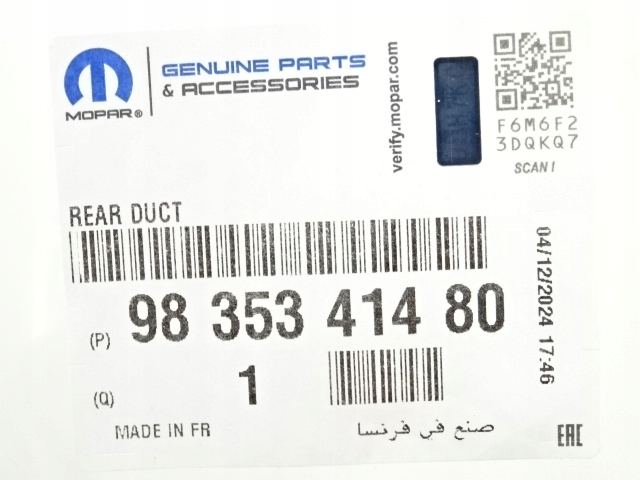 MOPAR®
GENUINE PARTS
& ACCESSORIES
verify.mopar.com
F6M6F2
3DQKQ7
SCAN!
REAR DUCT
(P) 98 353 414 80
(Q) 1
04/12/2024 17:46
MADE IN FR
صنع في فرنسا
EAC